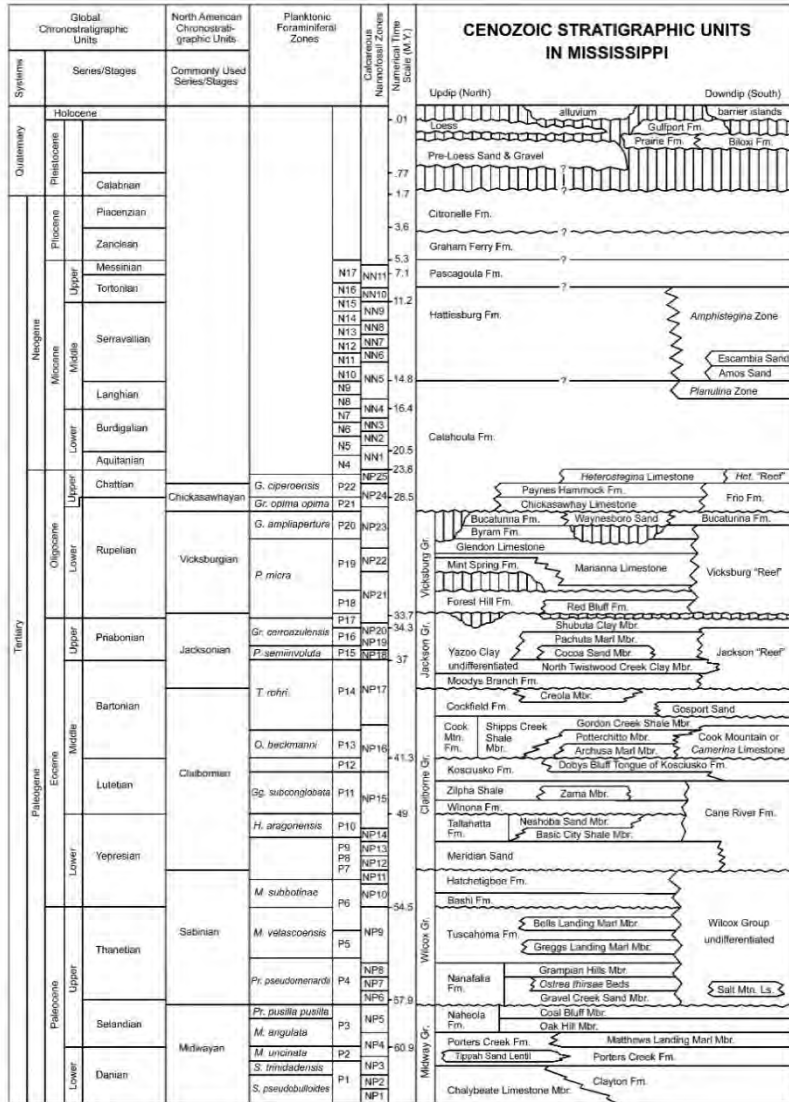 Global
Chronostratigraphic
Units
North American
Chronostrati-
graphic Units
Planktonic
Foraminiferal
Zones
Calcareous
Nannofossil Zones
Numerical Time
Scale (M.Y.)
Systems
Series/Stages
Commonly Used
Series/Stages
CENOZOIC STRATIGRAPHIC UNITS
IN MISSISSIPPI
Updip (North)
Downdip (South)
Quaternary
Tertiary
Neogene
Paleogene
Holocene
Pleistocene
Calabrian
Pliocene
Piacenzian
Zanclean
Miocene
Upper
Messinian
Tortonian
Middle
Serravallian
Langhian
Lower
Burdigalian
Aquitanian
Oligocene
Upper
Chattian
Lower
Rupelian
Eocene
Upper
Priabonian
Middle
Bartonian
Lutetian
Lower
Yepresian
Paleocene
Upper
Thanetian
Selandian
Lower
Danian
Chickasawhayan
Vicksburgian
Jacksonian
Claibornian
Sabinian
Midwayan
G. ciperoensis
Gr. opima opima
G. ampliapertura
P. micra
Gr. cerroazulensis
P. semiinvoluta
T. rohri
O. beckmanni
Gg. subconglobata
H. aragonensis
M. subbotinae
M. velascoensis
Pr. pseudomenardii
Pr. pusilla pusilla
M. angulata
M. uncinata
S. trinidadensis
S. pseudobulloides
N17
N16
N15
N14
N13
N12
N11
N10
N9
N8
N7
N6
N5
N4
P22
P21
P20
P19
P18
P17
P16
P15
P14
P13
P12
P11
P10
P9
P8
P7
P6
P5
P4
P3
P2
P1
NN11
NN10
NN9
NN8
NN7
NN6
NN5
NN4
NN3
NN2
NN1
NP25
NP24
NP23
NP22
NP21
NP20
NP19
NP18
NP17
NP16
NP15
NP14
NP13
NP12
NP11
NP10
NP9
NP8
NP7
NP6
NP5
NP4
NP3
NP2
NP1
.01
.77
1.7
3.6
5.3
7.1
11.2
14.8
16.4
20.5
23.8
28.5
33.7
34.3
37
41.3
49
54.5
57.9
60.9
alluvium
barrier islands
Loess
Gulfport Fm.
Prairie Fm.
Biloxi Fm.
Pre-Loess Sand & Gravel
?
?
Citronelle Fm.
?
Graham Ferry Fm.
?
Pascagoula Fm.
?
Hattiesburg Fm.
Amphistegina Zone
Escambia Sand
Amos Sand
?
Planulina Zone
Catahoula Fm.
Heterostegina Limestone
Het. "Reef"
Paynes Hammock Fm.
Frio Fm.
Chickasawhay Limestone
Vicksburg Gr.
Bucatunna Fm.
Waynesboro Sand
Bucatunna Fm.
Byram Fm.
Glendon Limestone
Mint Spring Fm.
Marianna Limestone
Vicksburg "Reef"
Forest Hill Fm.
Red Bluff Fm.
Jackson Gr.
Shubuta Clay Mbr.
Pachuta Marl Mbr.
Yazoo Clay
undifferentiated
Cocoa Sand Mbr.
Jackson "Reef"
North Twistwood Creek Clay Mbr.
Moodys Branch Fm.
Claiborne Gr.
Creola Mbr.
Cockfield Fm.
Gosport Sand
Cook
Mtn.
Fm.
Shipps Creek
Shale
Mbr.
Gordon Creek Shale Mbr.
Potterchitto Mbr.
Archusa Marl Mbr.
Cook Mountain or
Camerina Limestone
Kosciusko Fm.
Dobys Bluff Tongue of Kosciusko Fm.
Zilpha Shale
Zama Mbr.
Winona Fm.
Cane River Fm.
Tallahatta
Fm.
Neshoba Sand Mbr.
Basic City Shale Mbr.
Meridian Sand
Wilcox Gr.
Hatchetigbee Fm.
Bashi Fm.
Tuscahoma Fm.
Bells Landing Marl Mbr.
Greggs Landing Marl Mbr.
Wilcox Group
undifferentiated
Nanafalia
Fm.
Grampian Hills Mbr.
Ostrea thirsae Beds
Gravel Creek Sand Mbr.
Salt Mtn. Ls.
Midway Gr.
Naheola
Fm.
Coal Bluff Mbr.
Oak Hill Mbr.
Porters Creek Fm.
Matthews Landing Marl Mbr.
Tippah Sand Lentil
Porters Creek Fm.
Clayton Fm.
Chalybeate Limestone Mbr.